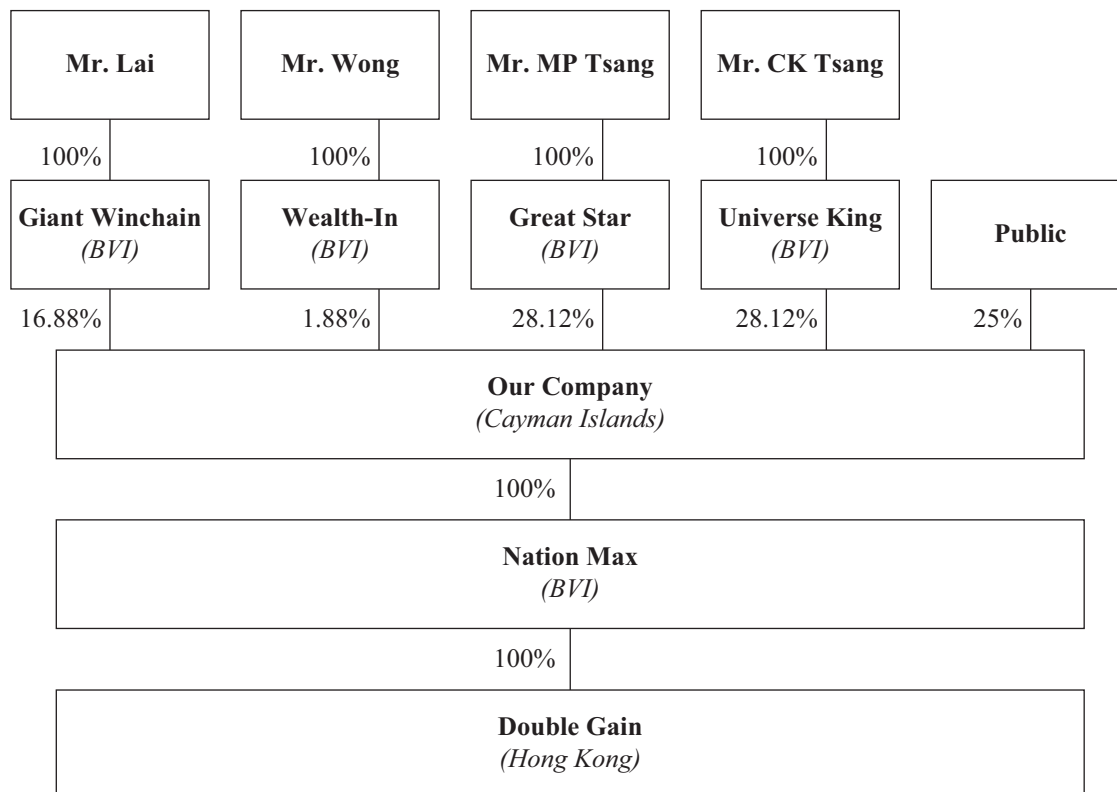 Mr. Lai
Mr. Wong
Mr. MP Tsang
Mr. CK Tsang
100%
100%
100%
100%
Giant Winchain
(BVI)
Wealth-In
(BVI)
Great Star
(BVI)
Universe King
(BVI)
Public
16.88%
1.88%
28.12%
28.12%
25%
Our Company
(Cayman Islands)
100%
Nation Max
(BVI)
100%
Double Gain
(Hong Kong)